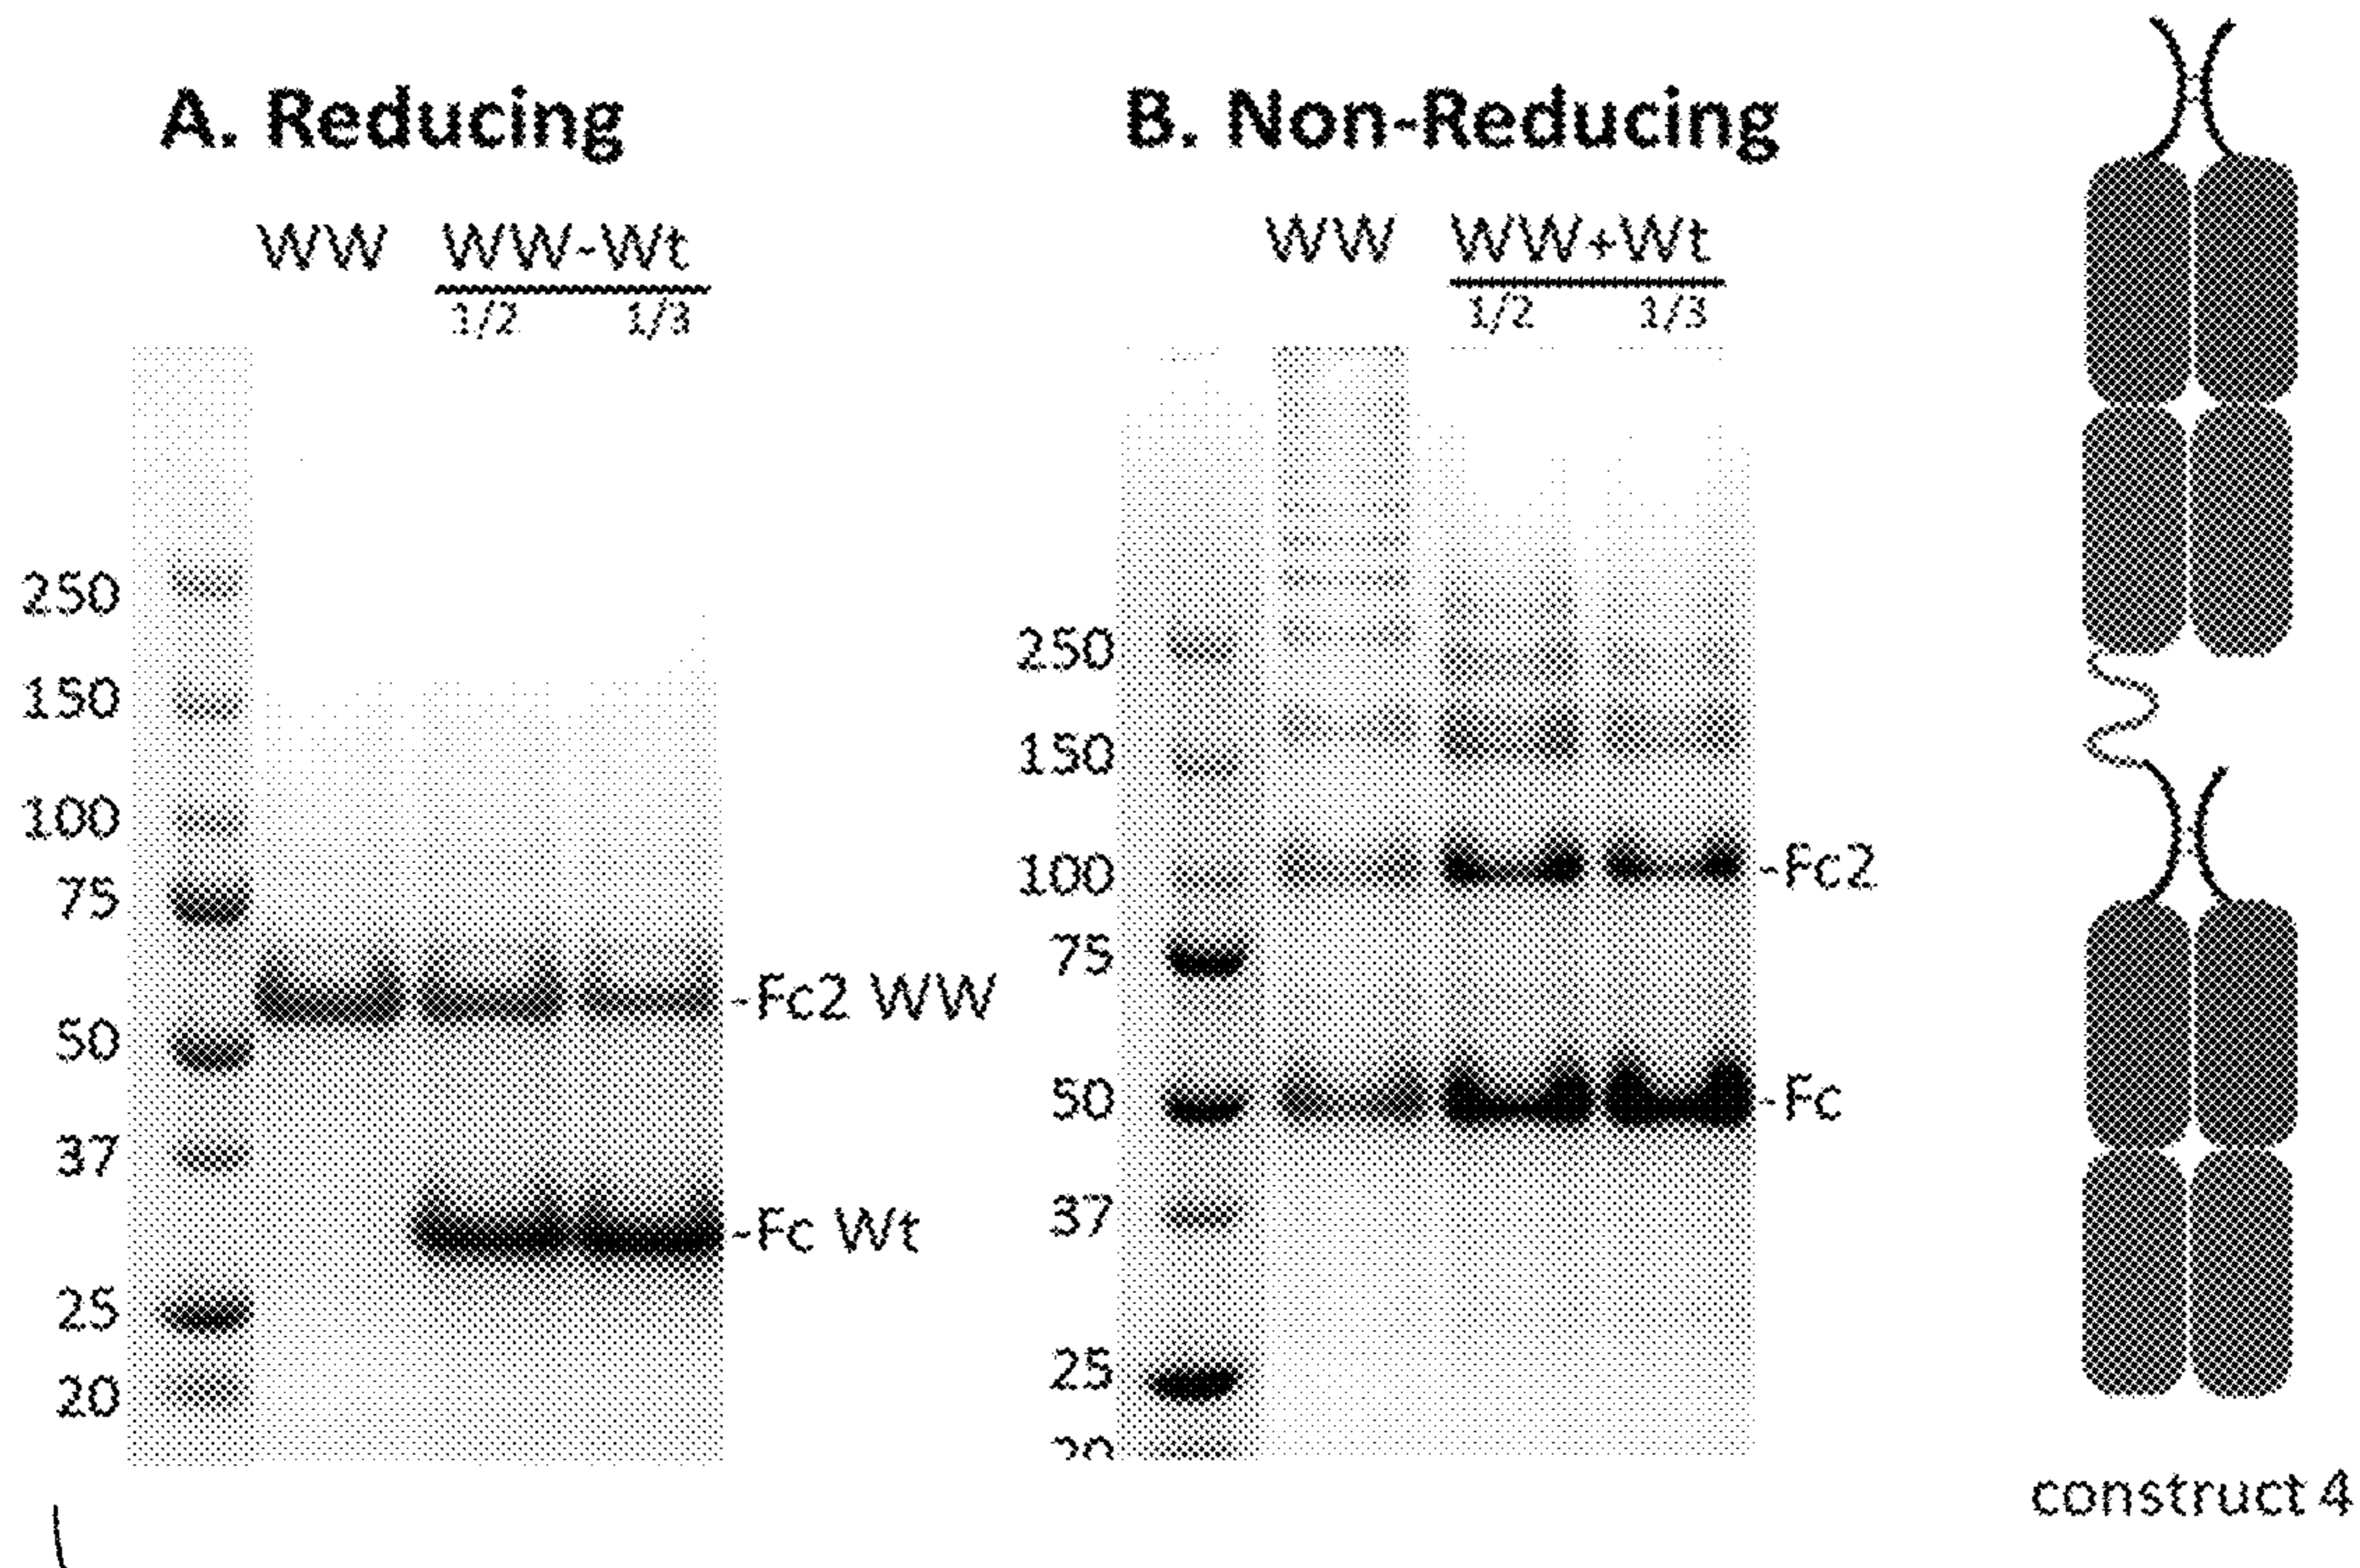 A. Reducing
WW WW-Wt
1/2 1/3
250
150
100
75
50
37
25
20
-Fc2 WW
-Fc Wt
B. Non-Reducing
WW WW+Wt
1/2 1/3
250
150
100
75
50
37
25
20
-Fc2
-Fc
construct 4